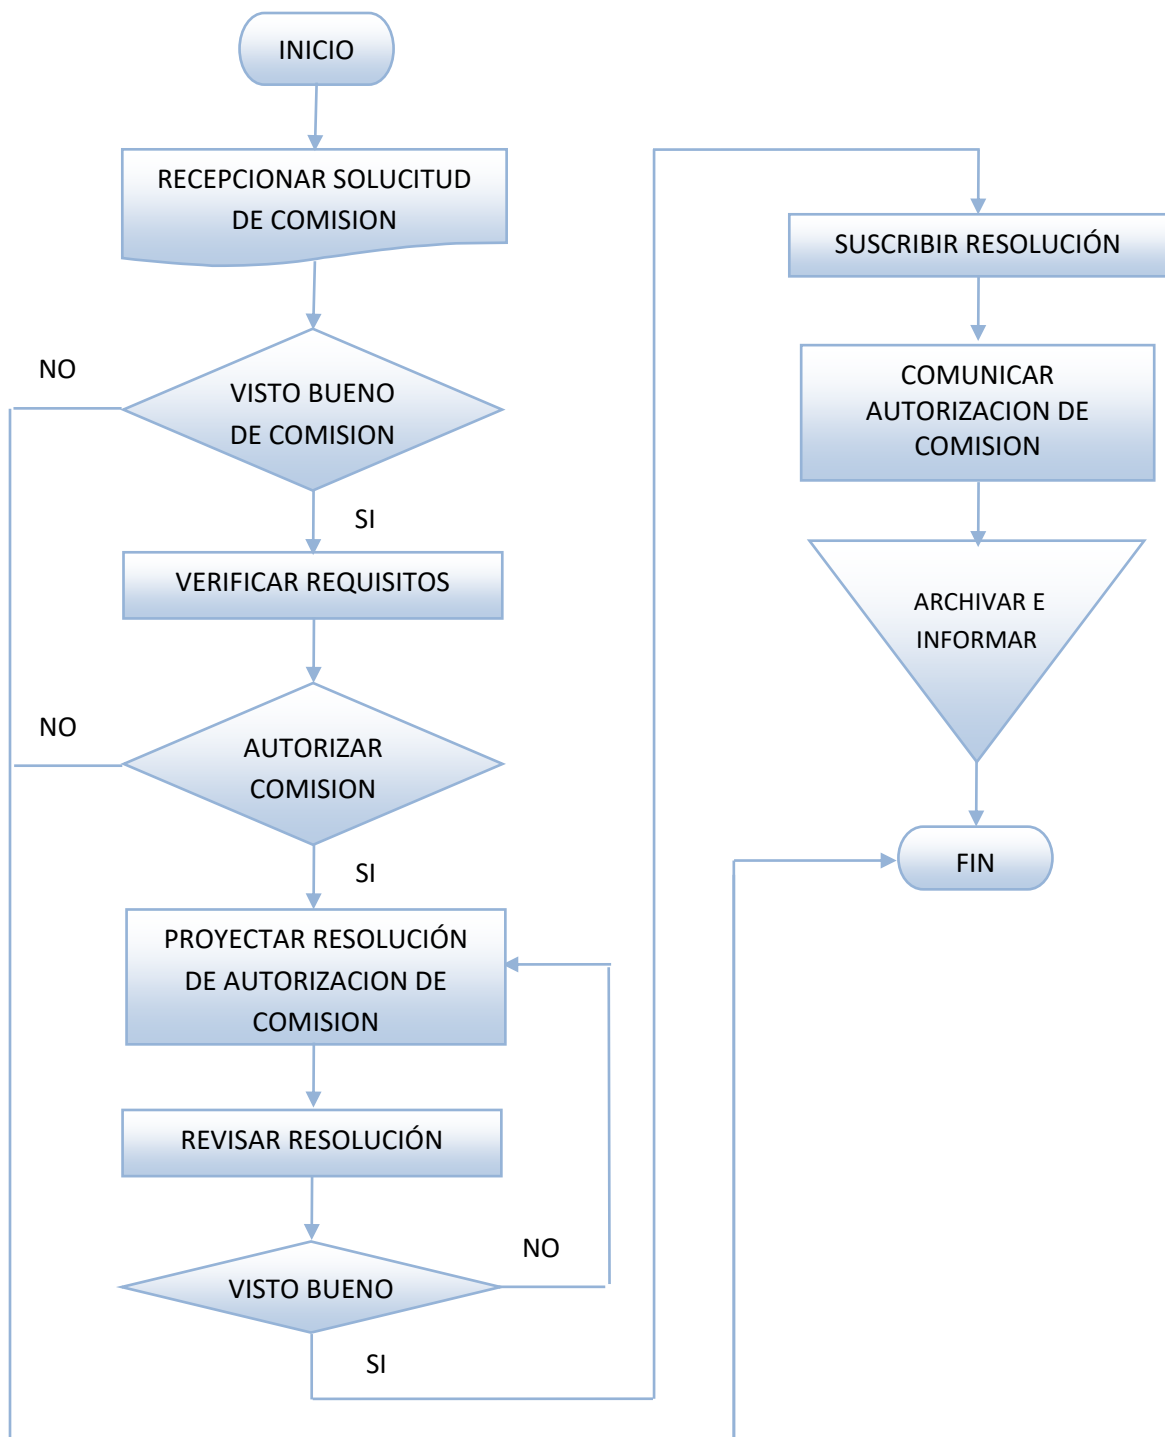 INICIO
RECEPCIONAR SOLUCITUD
DE COMISION
NO
VISTO BUENO
DE COMISION
SI
VERIFICAR REQUISITOS
NO
AUTORIZAR
COMISION
SI
PROYECTAR RESOLUCIÓN
DE AUTORIZACION DE
COMISION
REVISAR RESOLUCIÓN
NO
VISTO BUENO
SI
SUSCRIBIR RESOLUCIÓN
COMUNICAR
AUTORIZACION DE
COMISION
ARCHIVAR E
INFORMAR
FIN